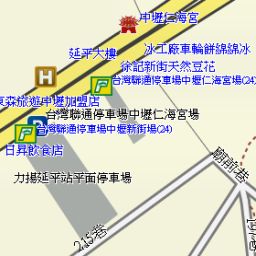 中壢仁海宮
延平大樓
冰工廠車輪餅綿綿冰
徐記新街天然豆花
H
P
台灣聯通停車場中壢仁海宮場(24)
東森旅遊中壢加盟店
台灣聯通停車場中壢仁海宮場
P
台灣聯通停車場中壢新街場(24)
日昇飲食店
廟前巷
力揚延平站平面停車場
215巷